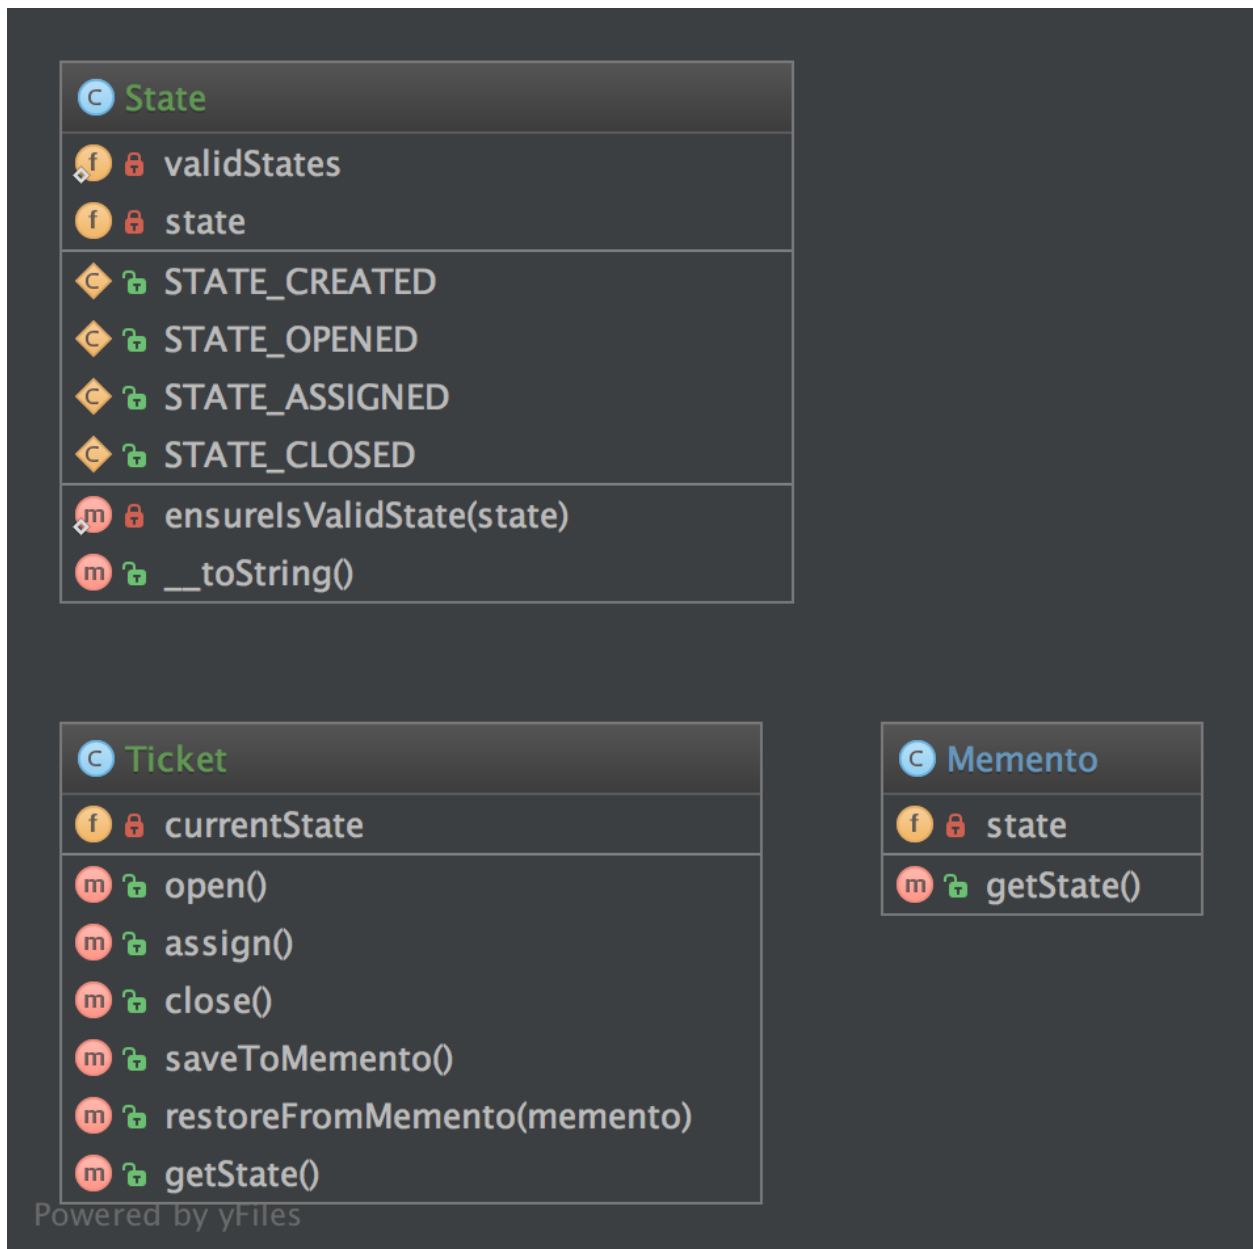 State
validStates
state
STATE_CREATED
STATE_OPENED
STATE_ASSIGNED
STATE_CLOSED
ensureIsValidState(state)
__toString()
Ticket
currentState
open()
assign()
close()
saveToMemento()
restoreFromMemento(memento)
getState()
Memento
state
getState()
Powered by yFiles